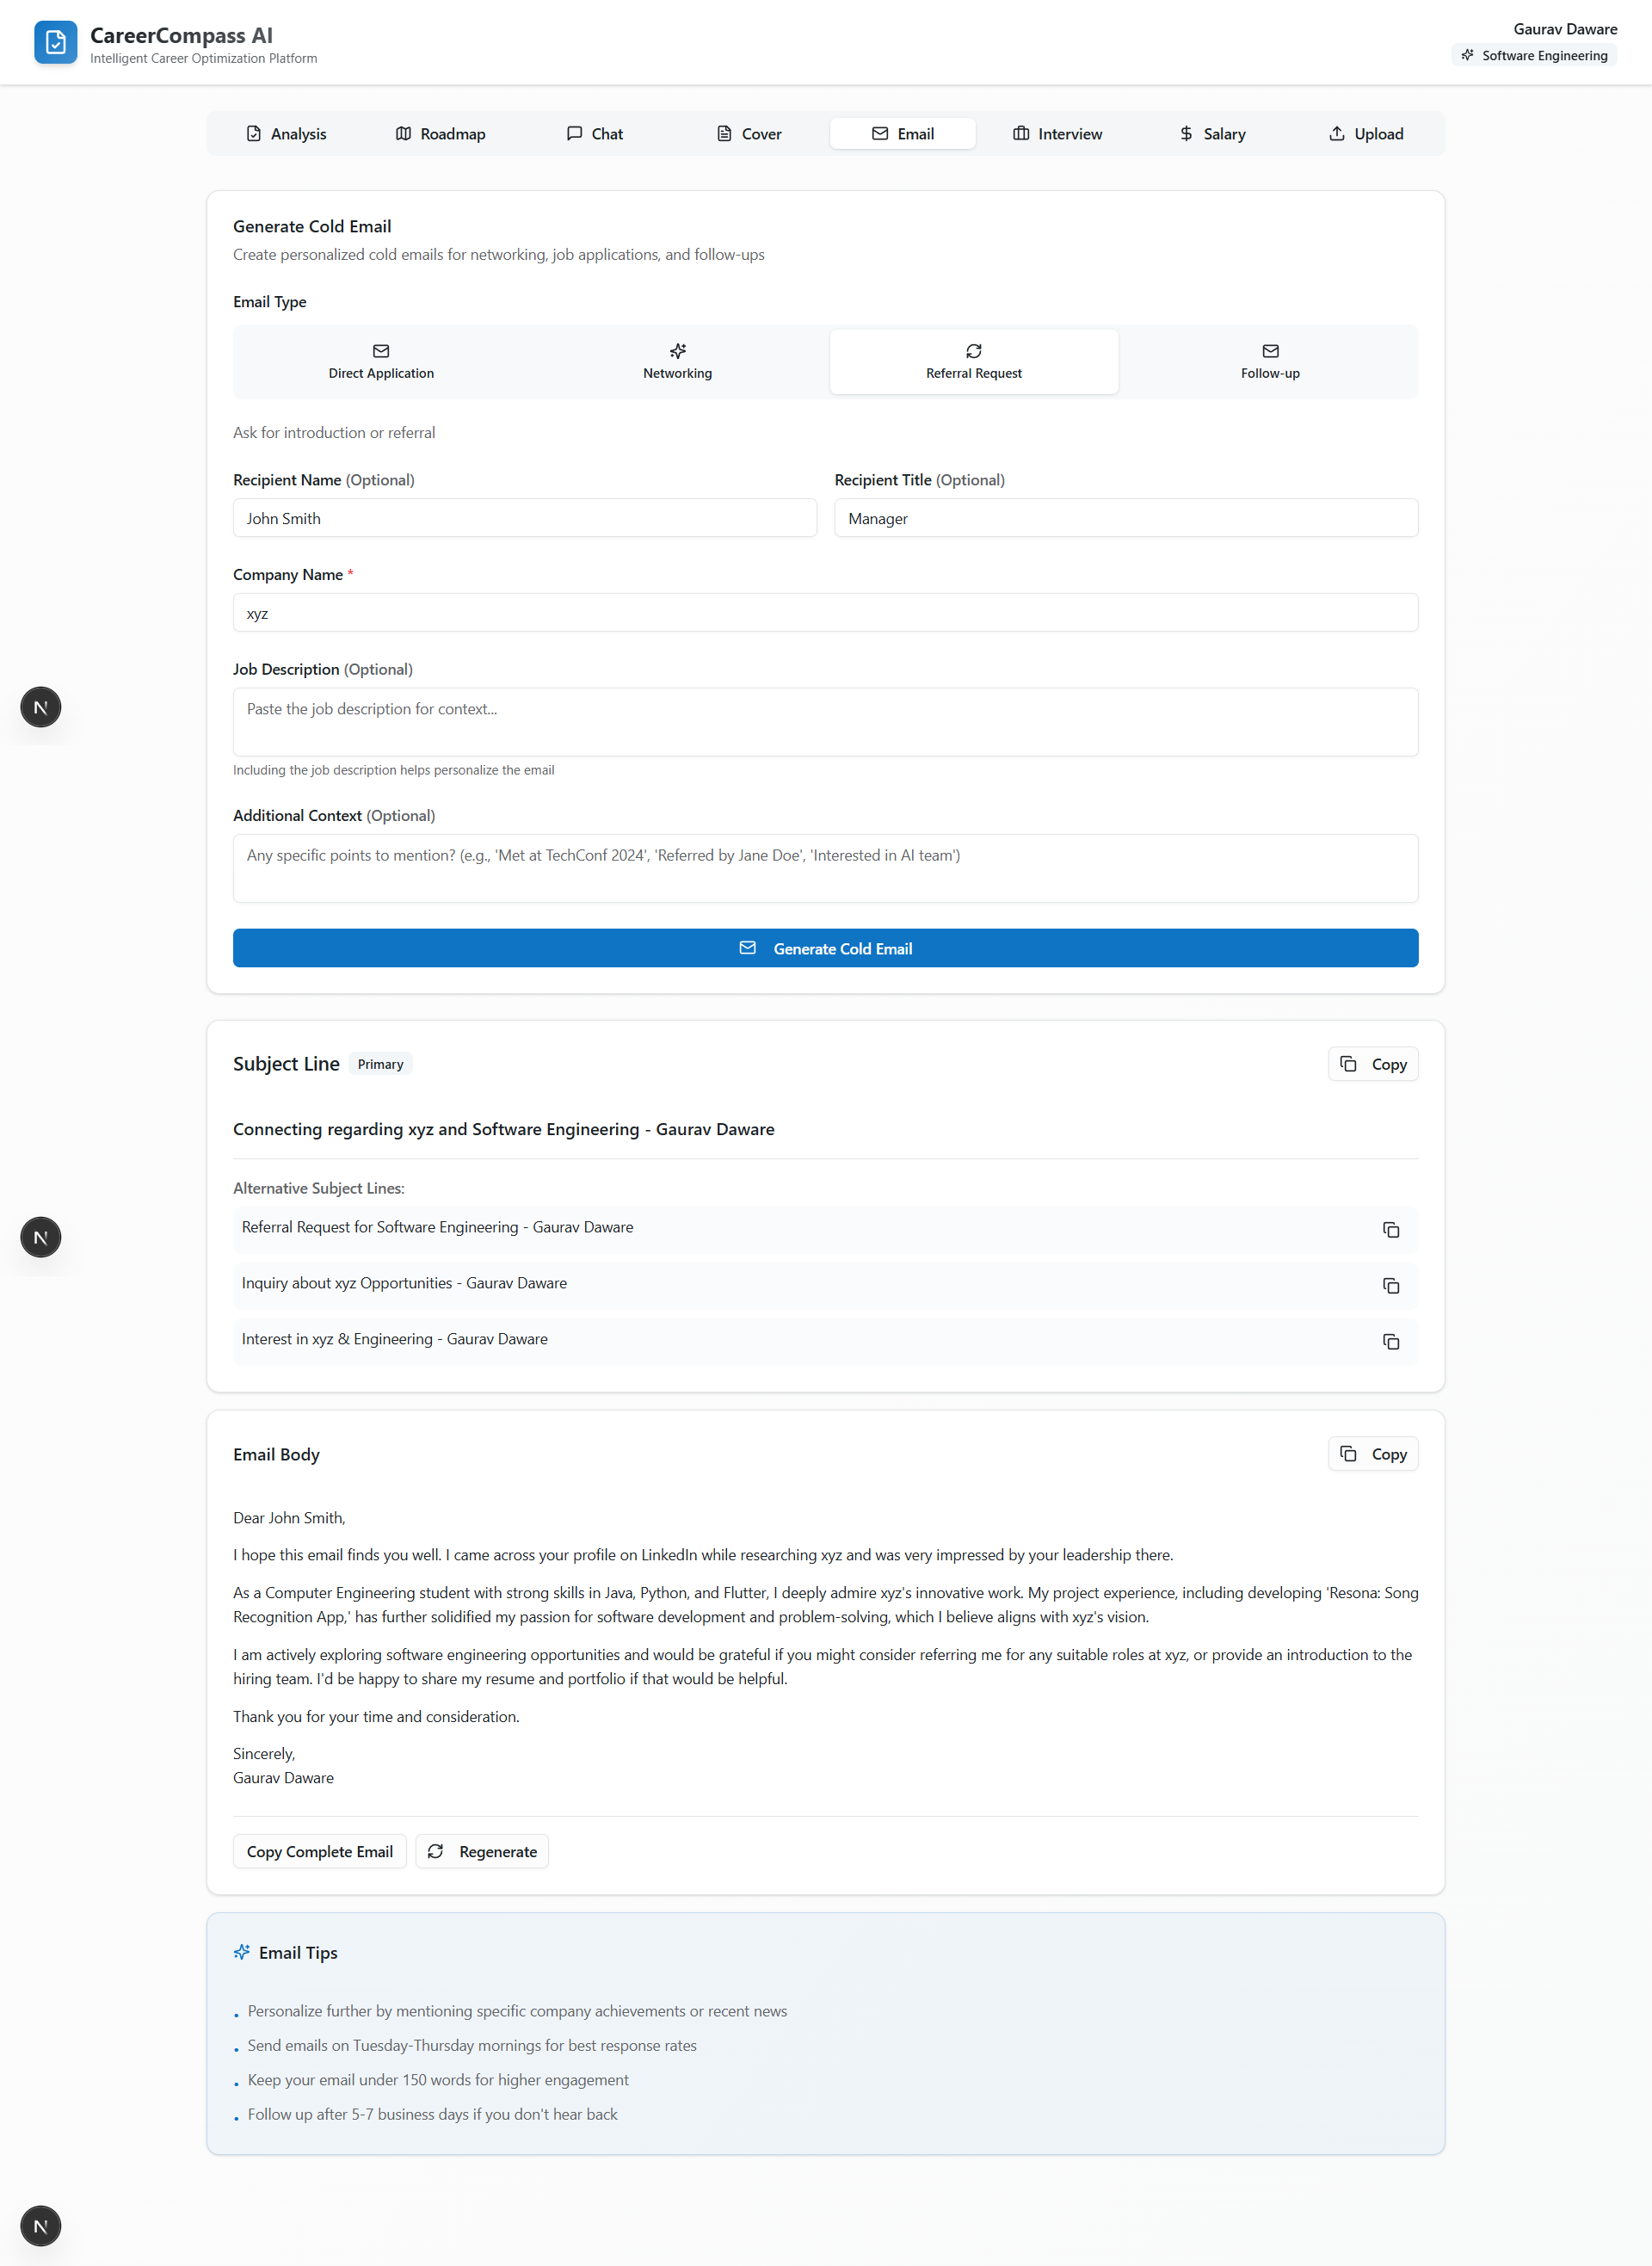 CareerCompass AI
Intelligent Career Optimization Platform
Gaurav Daware
Software Engineering
Analysis
Roadmap
Chat
Cover
Email
Interview
Salary
Upload
Generate Cold Email
Create personalized cold emails for networking, job applications, and follow-ups
Email Type
Direct Application
Networking
Referral Request
Follow-up
Ask for introduction or referral
Recipient Name (Optional)
Recipient Title (Optional)
John Smith
Manager
Company Name *
xyz
Job Description (Optional)
Paste the job description for context...
N
Including the job description helps personalize the email
Additional Context (Optional)
Any specific points to mention? (e.g., 'Met at TechConf 2024', 'Referred by Jane Doe', 'Interested in AI team')
Generate Cold Email
Subject Line
Primary
Copy
Connecting regarding xyz and Software Engineering - Gaurav Daware
Alternative Subject Lines:
Referral Request for Software Engineering - Gaurav Daware
N
Inquiry about xyz Opportunities - Gaurav Daware
Interest in xyz & Engineering - Gaurav Daware
Email Body
Copy
Dear John Smith,
I hope this email finds you well. I came across your profile on LinkedIn while researching xyz and was very impressed by your leadership there.
As a Computer Engineering student with strong skills in Java, Python, and Flutter, I deeply admire xyz's innovative work. My project experience, including developing 'Resona: Song
Recognition App,' has further solidified my passion for software development and problem-solving, which I believe aligns with xyz's vision.
I am actively exploring software engineering opportunities and would be grateful if you might consider referring me for any suitable roles at xyz, or provide an introduction to the
hiring team. I'd be happy to share my resume and portfolio if that would be helpful.
Thank you for your time and consideration.
Sincerely,
Gaurav Daware
Copy Complete Email
Regenerate
Email Tips
• Personalize further by mentioning specific company achievements or recent news
• Send emails on Tuesday-Thursday mornings for best response rates
• Keep your email under 150 words for higher engagement
• Follow up after 5-7 business days if you don't hear back
N